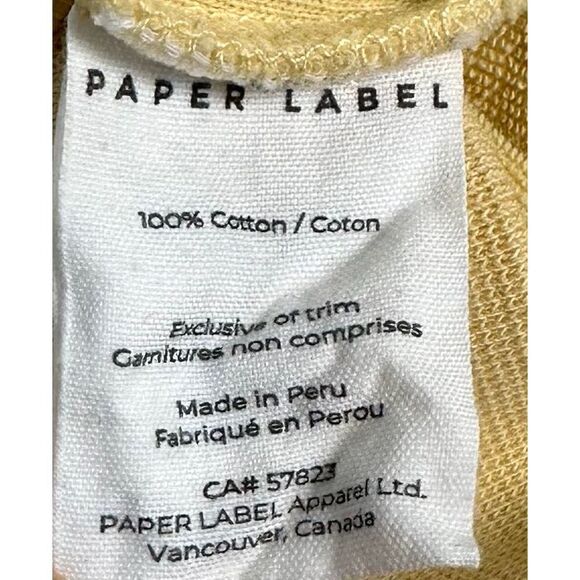 PAPER LABEL
100% Cotton / Coton
Exclusive of trim
Garnitures non comprises
Made in Peru
Fabriqué en Perou
CA# 57823
PAPER LABEL Apparel Ltd.
Vancouver, Canada